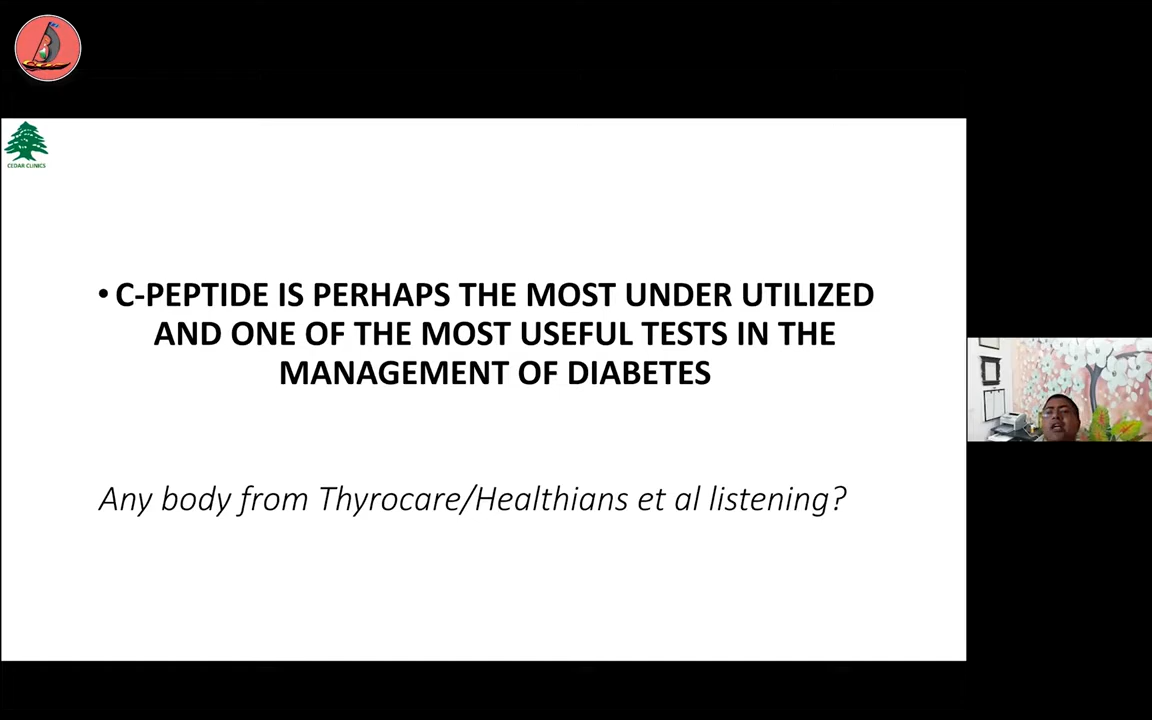 CEDAR CLINICS
• C-PEPTIDE IS PERHAPS THE MOST UNDER UTILIZED
AND ONE OF THE MOST USEFUL TESTS IN THE
MANAGEMENT OF DIABETES
Any body from Thyrocare/Healthians et al listening?